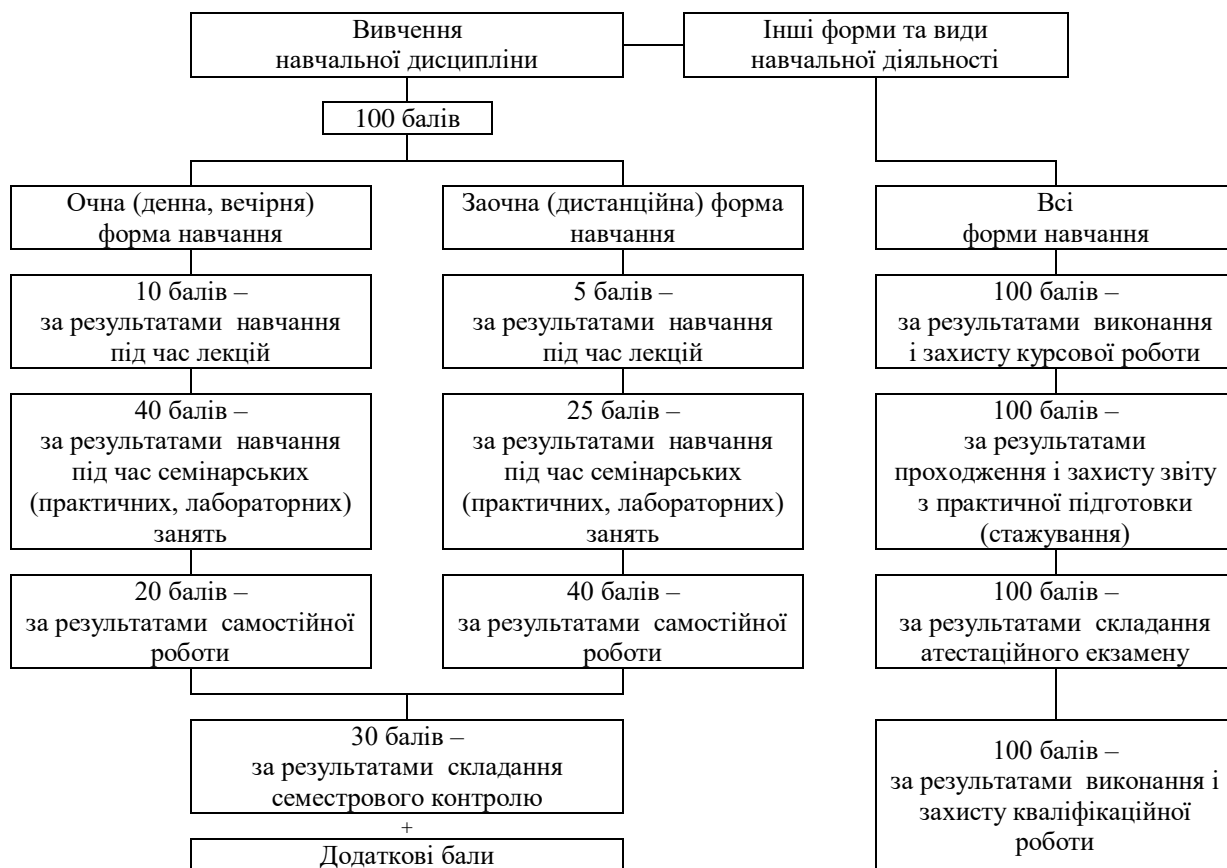 Вивчення
навчальної дисципліни
Інші форми та види
навчальної діяльності
100 балів
Очна (денна, вечірня)
форма навчання
Заочна (дистанційна) форма
навчання
Всі
форми навчання
10 балів –
за результатами навчання
під час лекцій
5 балів –
за результатами навчання
під час лекцій
100 балів –
за результатами виконання
і захисту курсової роботи
40 балів –
за результатами навчання
під час семінарських
(практичних, лабораторних)
занять
25 балів –
за результатами навчання
під час семінарських
(практичних, лабораторних)
занять
100 балів –
за результатами
проходження і захисту звіту
з практичної підготовки
(стажування)
20 балів –
за результатами самостійної
роботи
40 балів –
за результатами самостійної
роботи
100 балів –
за результатами складання
атестаційного екзамену
30 балів –
за результатами складання
семестрового контролю
+
Додаткові бали
100 балів –
за результатами виконання і
захисту кваліфікаційної
роботи